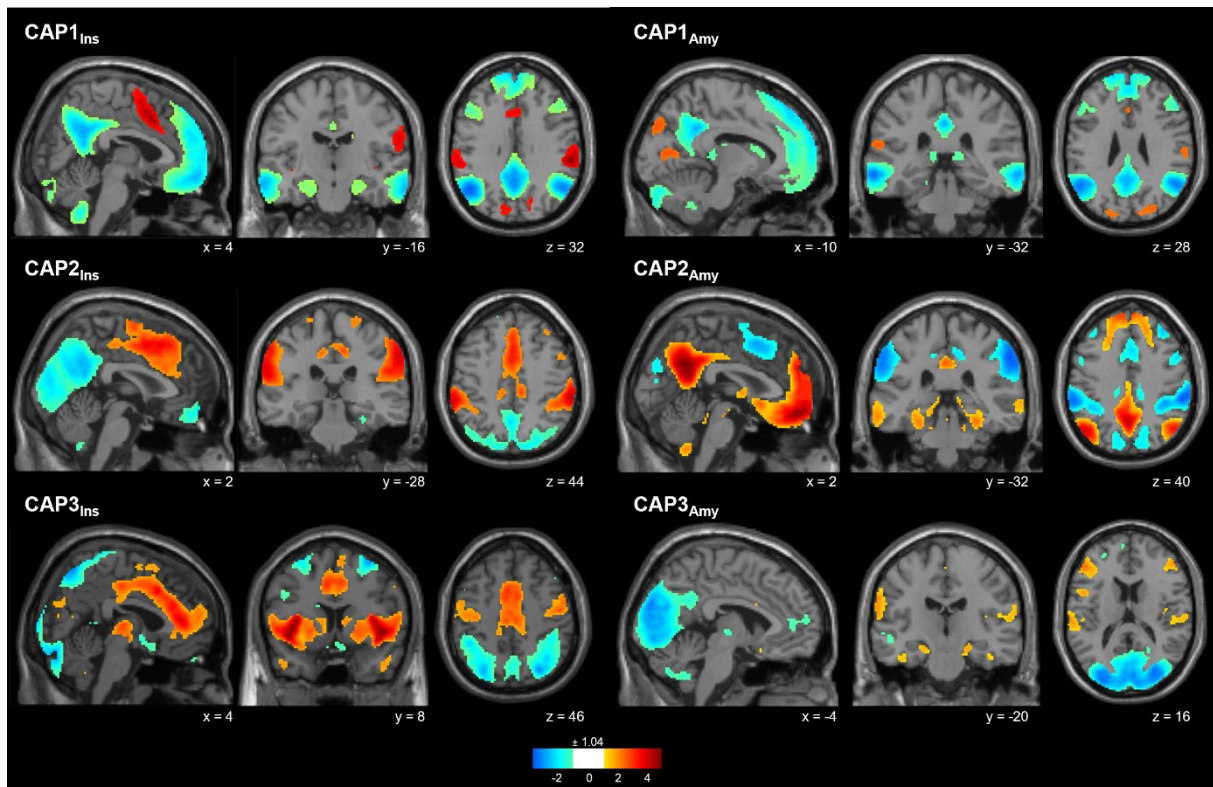 CAP1Ins
CAP1Amy
x = 4
y = -16
z = 32
x = -10
y = -32
z = 28
CAP2Ins
CAP2Amy
x = 2
y = -28
z = 44
x = 2
y = -32
z = 40
CAP3Ins
CAP3Amy
x = 4
y = 8
z = 46
x = -4
y = -20
z = 16
± 1.04
-2 0 2 4